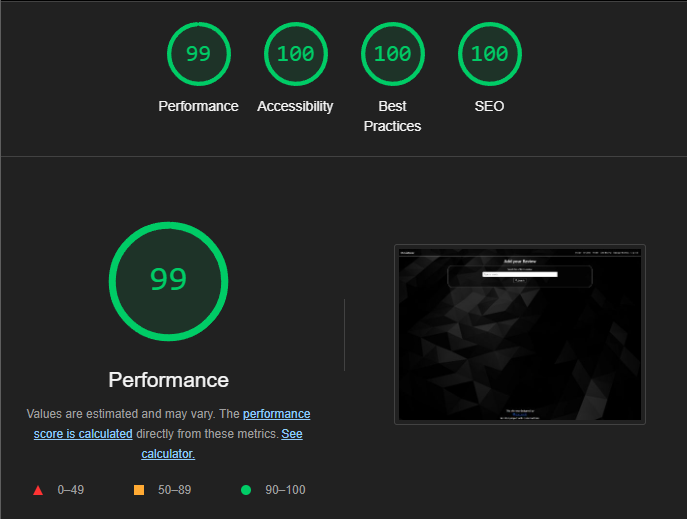 99
100
100
100
Performance
Accessibility
Best
Practices
SEO
99
Performance
Values are estimated and may vary. The performance
score is calculated directly from these metrics. See
calculator.
0–49
50–89
90–100
Add your Review